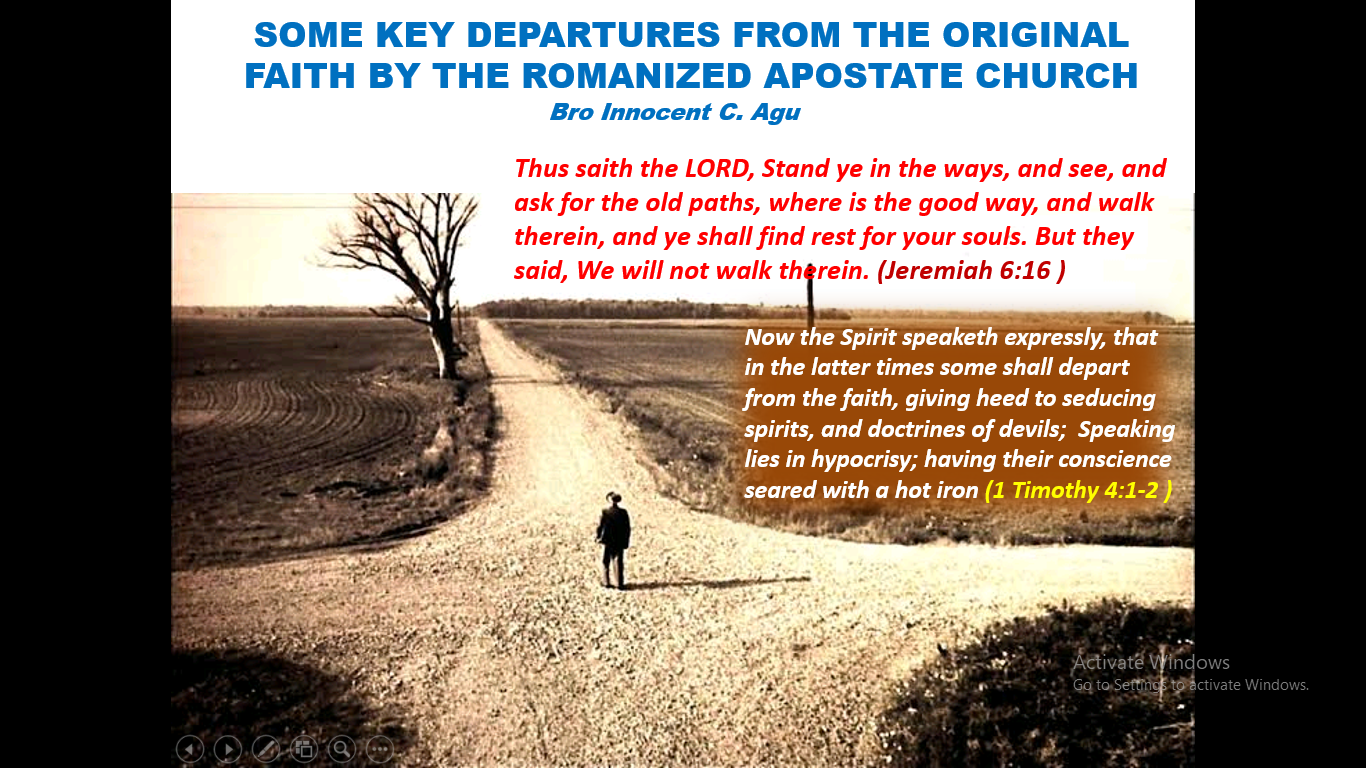 SOME KEY DEPARTURES FROM THE ORIGINAL
FAITH BY THE ROMANIZED APOSTATE CHURCH
Bro Innocent C. Agu
Thus saith the LORD, Stand ye in the ways, and see, and
ask for the old paths, where is the good way, and walk
therein, and ye shall find rest for your souls. But they
said, We will not walk therein. (Jeremiah 6:16 )
Now the Spirit speaketh expressly, that
in the latter times some shall depart
from the faith, giving heed to seducing
spirits, and doctrines of devils;  Speaking
lies in hypocrisy; having their conscience
seared with a hot iron (1 Timothy 4:1-2 )
Activate Windows
Go to Settings to activate Windows.